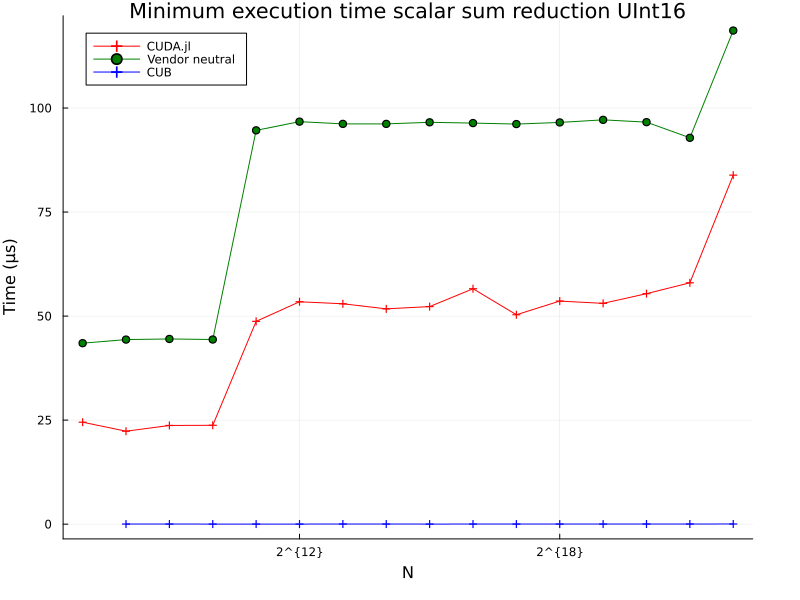 Minimum execution time scalar sum reduction UInt16
CUDA.jl
Vendor neutral
CUB
Time (μs)
100
75
50
25
0
2^{12}
2^{18}
N